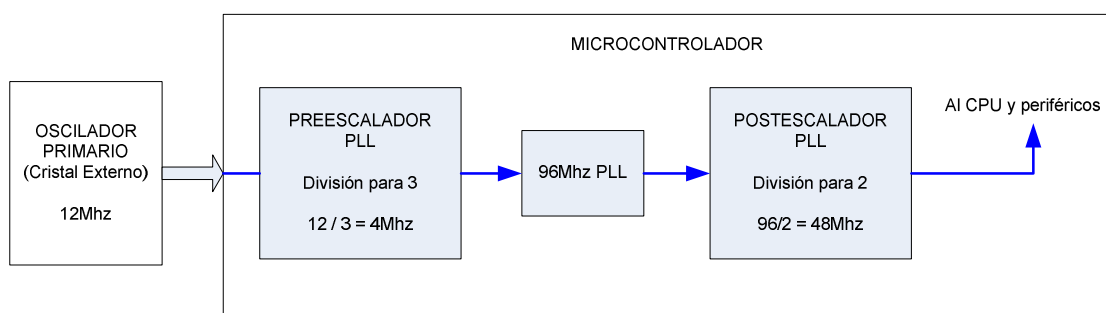 MICROCONTROLADOR
OSCILADOR
PRIMARIO
(Cristal Externo)
12Mhz
PREESCALADOR
PLL
División para 3
12 / 3 = 4Mhz
96Mhz PLL
POSTESCALADOR
PLL
División para 2
96/2 = 48Mhz
Al CPU y periféricos